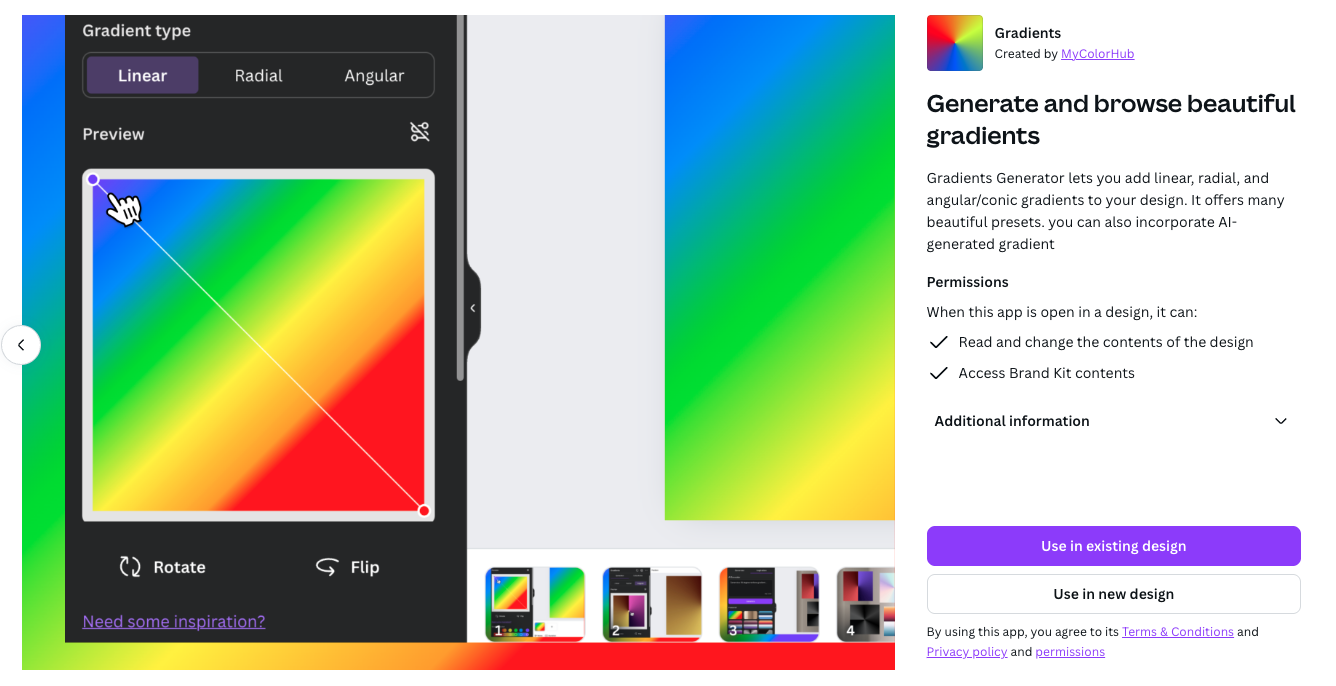 Gradient type
Linear Radial Angular
Preview
Rotate Flip
Need some inspiration?
1 2 3 4
Gradients
Created by MyColorHub
Generate and browse beautiful
gradients
Gradients Generator lets you add linear, radial, and
angular/conic gradients to your design. It offers many
beautiful presets. you can also incorporate AI-
generated gradient
Permissions
When this app is open in a design, it can:
Read and change the contents of the design
Access Brand Kit contents
Additional information
Use in existing design
Use in new design
By using this app, you agree to its Terms & Conditions and
Privacy policy and permissions